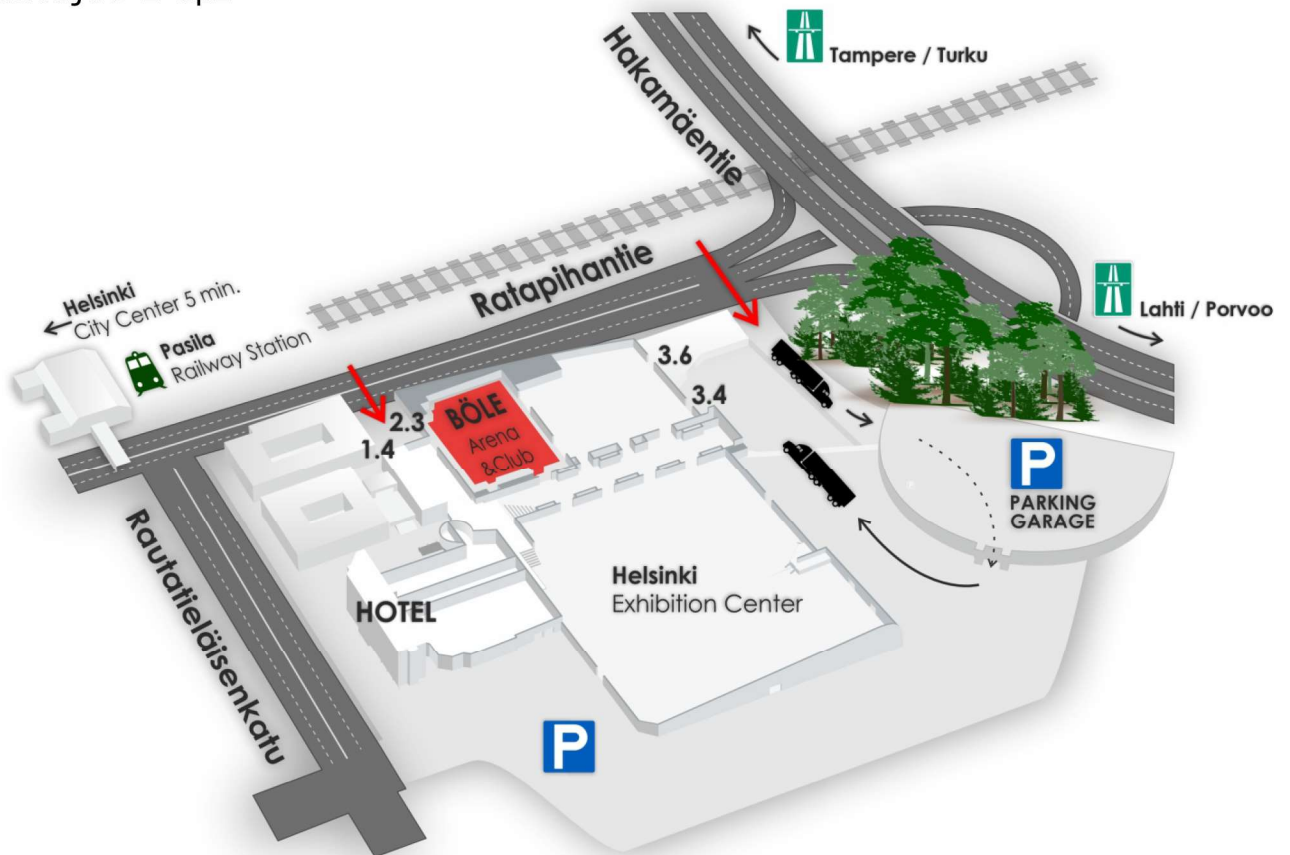 Hakamäentie
Tampere / Turku
Ratapihantie
Lahti / Porvoo
Helsinki
City Center 5 min.
Pasila
Railway Station
3.6
3.4
2.3
1.4
BÖLE
Arena
&Club
P
PARKING
GARAGE
Helsinki
Exhibition Center
HOTEL
Rautatieläisenkatu
P